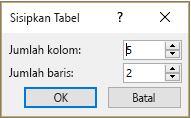 Sisipkan Tabel ? ×
Jumlah kolom: 5
Jumlah baris: 2
OK Batal